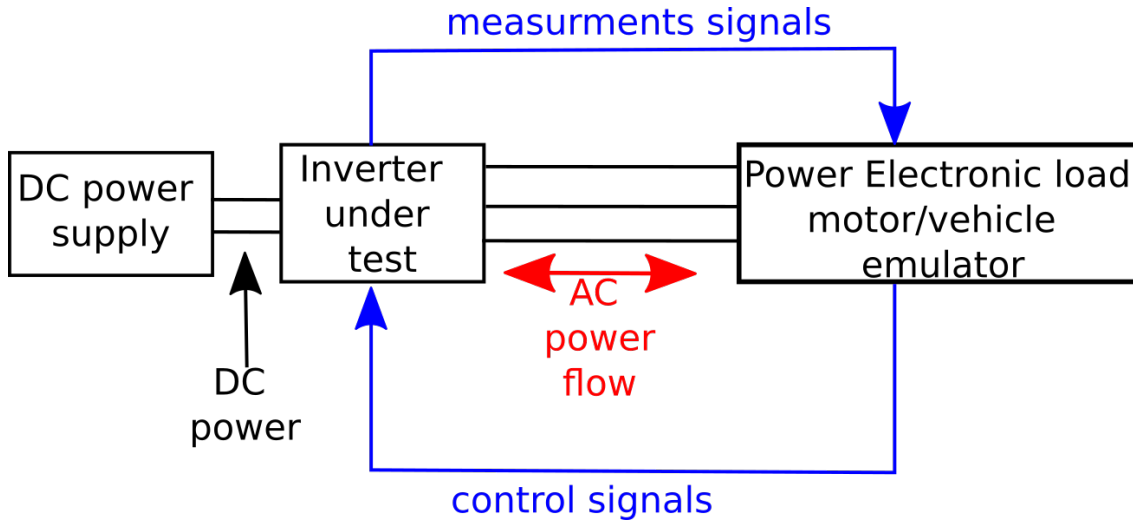 measurments signals
DC power
supply
Inverter
under
test
Power Electronic load
motor/vehicle
emulator
AC
power
flow
DC
power
control signals